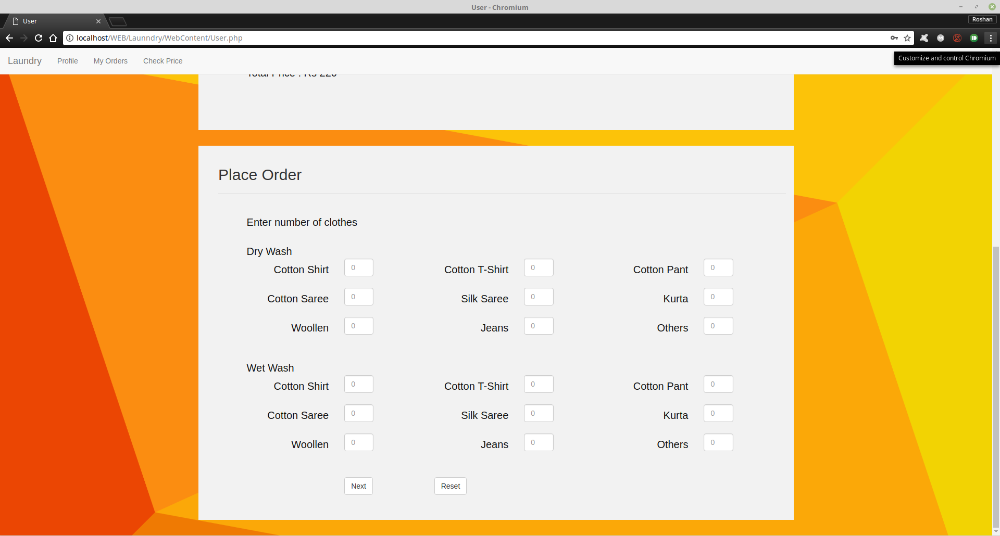 User - Chromium
User
Roshan
localhost/WEB/Launndry/WebContent/User.php
Customize and control Chromium
Laundry Profile My Orders Check Price
Total Price : Rs 220
Place Order
Enter number of clothes
Dry Wash
Cotton Shirt 0 Cotton T-Shirt 0 Cotton Pant 0
Cotton Saree 0 Silk Saree 0 Kurta 0
Woollen 0 Jeans 0 Others 0
Wet Wash
Cotton Shirt 0 Cotton T-Shirt 0 Cotton Pant 0
Cotton Saree 0 Silk Saree 0 Kurta 0
Woollen 0 Jeans 0 Others 0
Next Reset